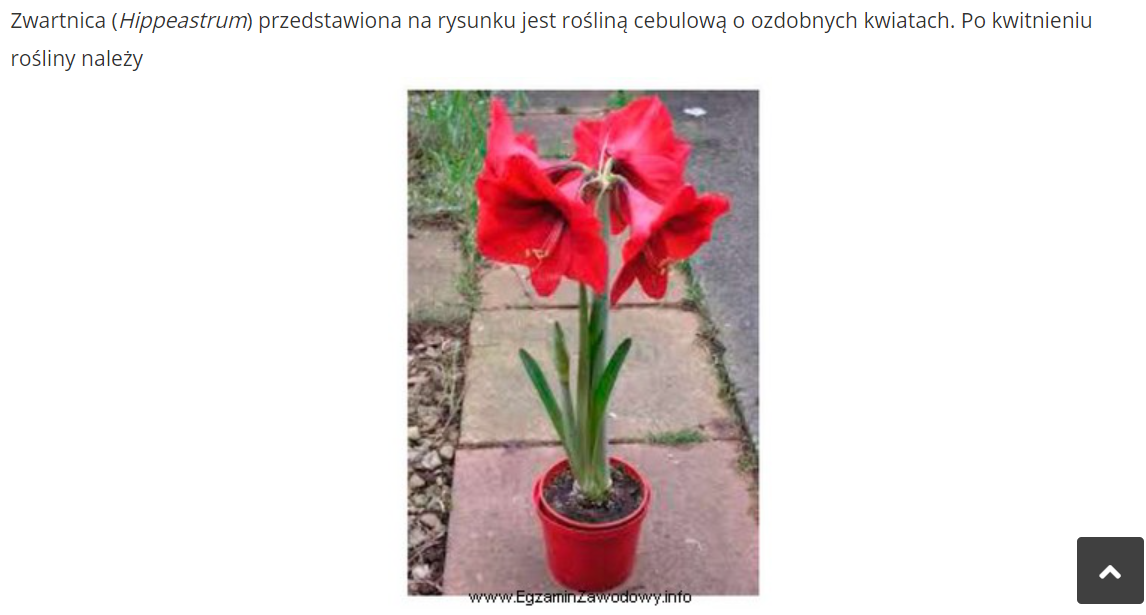 Zwartnica (Hippeastrum) przedstawiona na rysunku jest rośliną cebulową o ozdobnych kwiatach. Po kwitnieniu
rośliny należy
www.EgzaminZawodowy.info